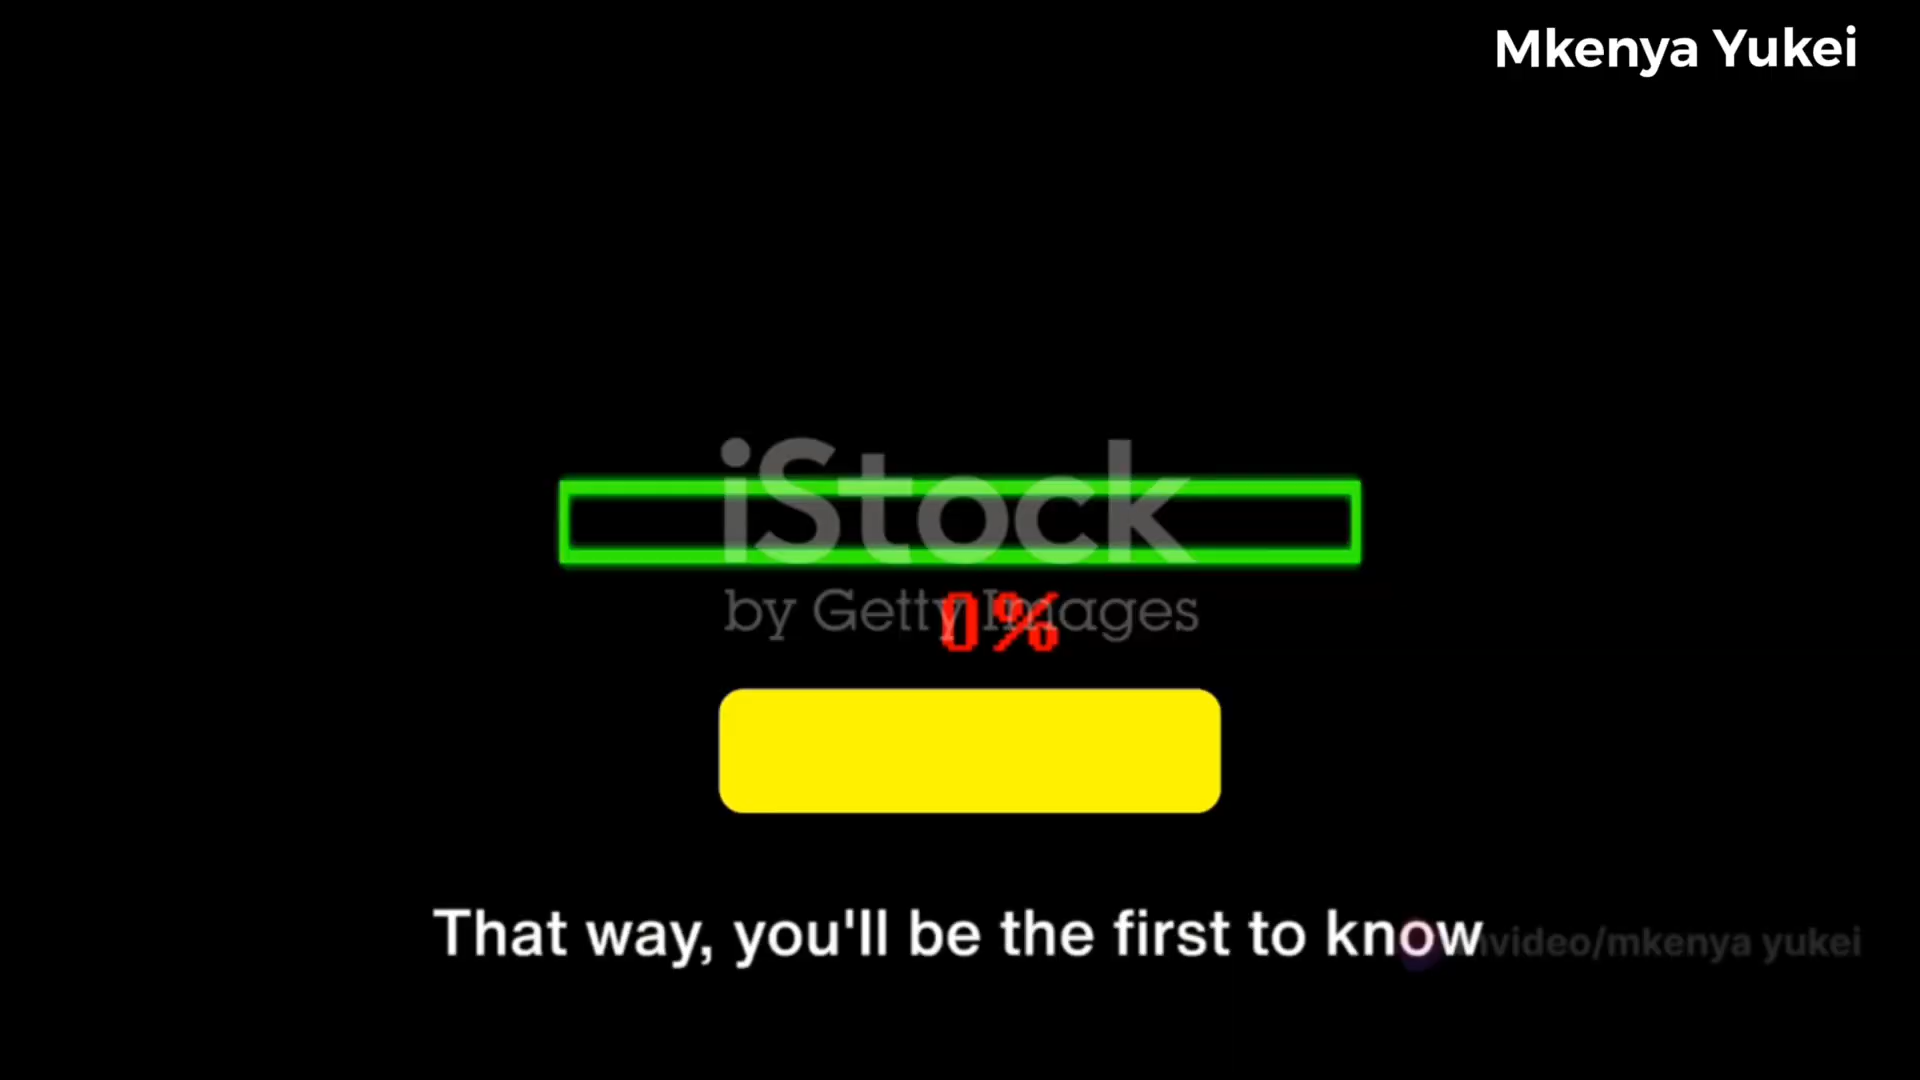 Mkenya Yukei
iStock
by Getty Images
0%
That way, you'll be the first to know
video/mkenya yukei